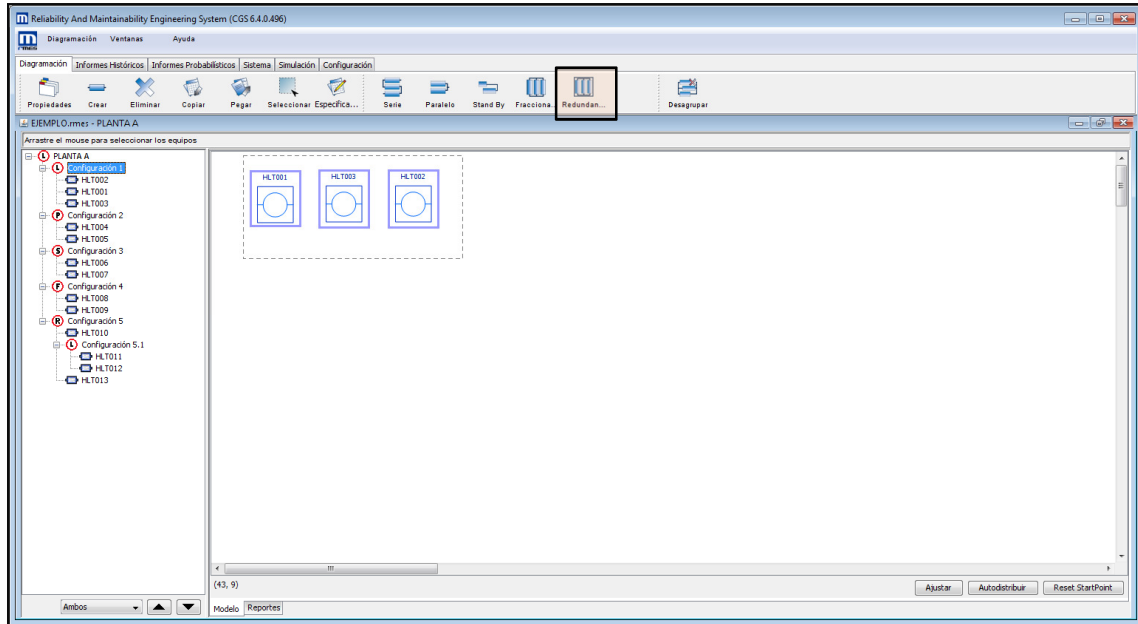 Reliability And Maintainability Engineering System (CGS 6.4.0.496)
Diagramación Ventanas Ayuda
Diagramación Informes Históricos Informes Probabilísticos Sistema Simulación Configuración
Propiedades Crear Eliminar Copiar Pegar Seleccionar Especifica... Serie Paralelo Stand By Fracciona... Redundan... Desagrupar
EJEMPLO.rmes - PLANTA A
Arrastre el mouse para seleccionar los equipos
L PLANTA A
L Configuración 1
HLT002
HLT001
HLT003
P Configuración 2
HLT004
HLT005
S Configuración 3
HLT006
HLT007
F Configuración 4
HLT008
HLT009
R Configuración 5
HLT010
L Configuración 5.1
HLT011
HLT012
HLT013
HLT001 HLT003 HLT002
(43, 9)
Ajustar Autodistribuir Reset StartPoint
Ambos
Modelo Reportes